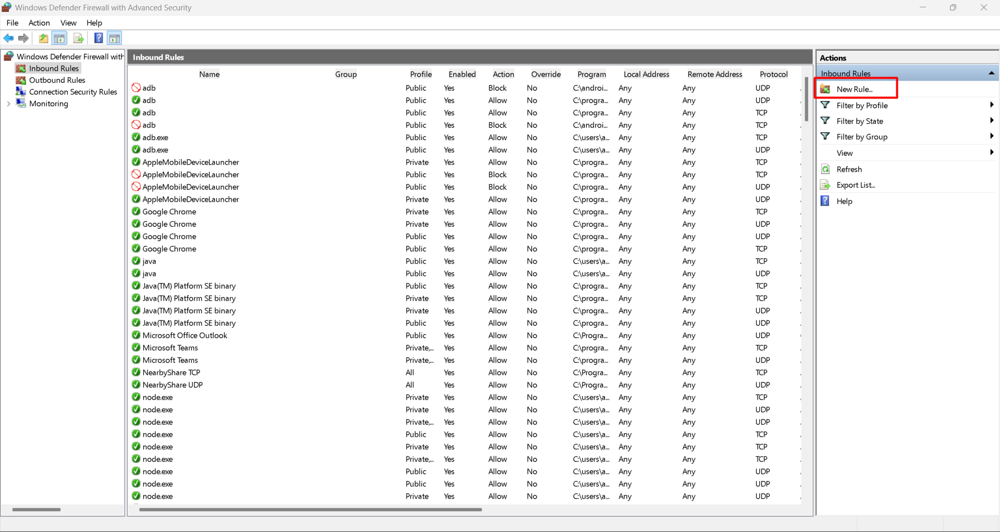 Windows Defender Firewall with Advanced Security
File Action View Help
Windows Defender Firewall with
Inbound Rules
Outbound Rules
Connection Security Rules
Monitoring
Inbound Rules
Name Group Profile Enabled Action Override Program Local Address Remote Address Protocol
adb Public Yes Block No C:\androi... Any Any UDP
adb Public Yes Allow No C:\progra... Any Any UDP
adb Public Yes Allow No C:\progra... Any Any TCP
adb Public Yes Block No C:\androi... Any Any TCP
adb.exe Public Yes Allow No C:\users\a... Any Any TCP
adb.exe Public Yes Allow No C:\users\a... Any Any UDP
AppleMobileDeviceLauncher Private Yes Allow No C:\progra... Any Any TCP
AppleMobileDeviceLauncher Public Yes Block No C:\progra... Any Any TCP
AppleMobileDeviceLauncher Public Yes Block No C:\progra... Any Any UDP
AppleMobileDeviceLauncher Private Yes Allow No C:\progra... Any Any UDP
Google Chrome Private Yes Allow No C:\progra... Any Any TCP
Google Chrome Private Yes Allow No C:\progra... Any Any UDP
Google Chrome Public Yes Allow No C:\progra... Any Any UDP
Google Chrome Public Yes Allow No C:\progra... Any Any TCP
java Public Yes Allow No C:\users\a... Any Any TCP
java Public Yes Allow No C:\users\a... Any Any UDP
Java(TM) Platform SE binary Public Yes Allow No C:\progra... Any Any TCP
Java(TM) Platform SE binary Private Yes Allow No C:\progra... Any Any TCP
Java(TM) Platform SE binary Private Yes Allow No C:\progra... Any Any UDP
Java(TM) Platform SE binary Public Yes Allow No C:\progra... Any Any UDP
Microsoft Office Outlook Public Yes Allow No C:\Progra... Any Any UDP
Microsoft Teams Private,... Yes Allow No C:\progra... Any Any TCP
Microsoft Teams Private,... Yes Allow No C:\progra... Any Any UDP
NearbyShare TCP All Yes Allow No C:\Progra... Any Any TCP
NearbyShare UDP All Yes Allow No C:\Progra... Any Any UDP
node.exe Private Yes Allow No C:\users\a... Any Any TCP
node.exe Private Yes Allow No C:\users\a... Any Any UDP
node.exe Private,... Yes Allow No C:\users\a... Any Any UDP
node.exe Public Yes Allow No C:\users\a... Any Any TCP
node.exe Private Yes Allow No C:\users\a... Any Any TCP
node.exe Private,... Yes Allow No C:\users\a... Any Any TCP
node.exe Public Yes Allow No C:\users\a... Any Any UDP
node.exe Public Yes Allow No C:\users\a... Any Any UDP
node.exe Private Yes Allow No C:\users\a... Any Any UDP
Actions
Inbound Rules
New Rule...
Filter by Profile
Filter by State
Filter by Group
View
Refresh
Export List...
Help